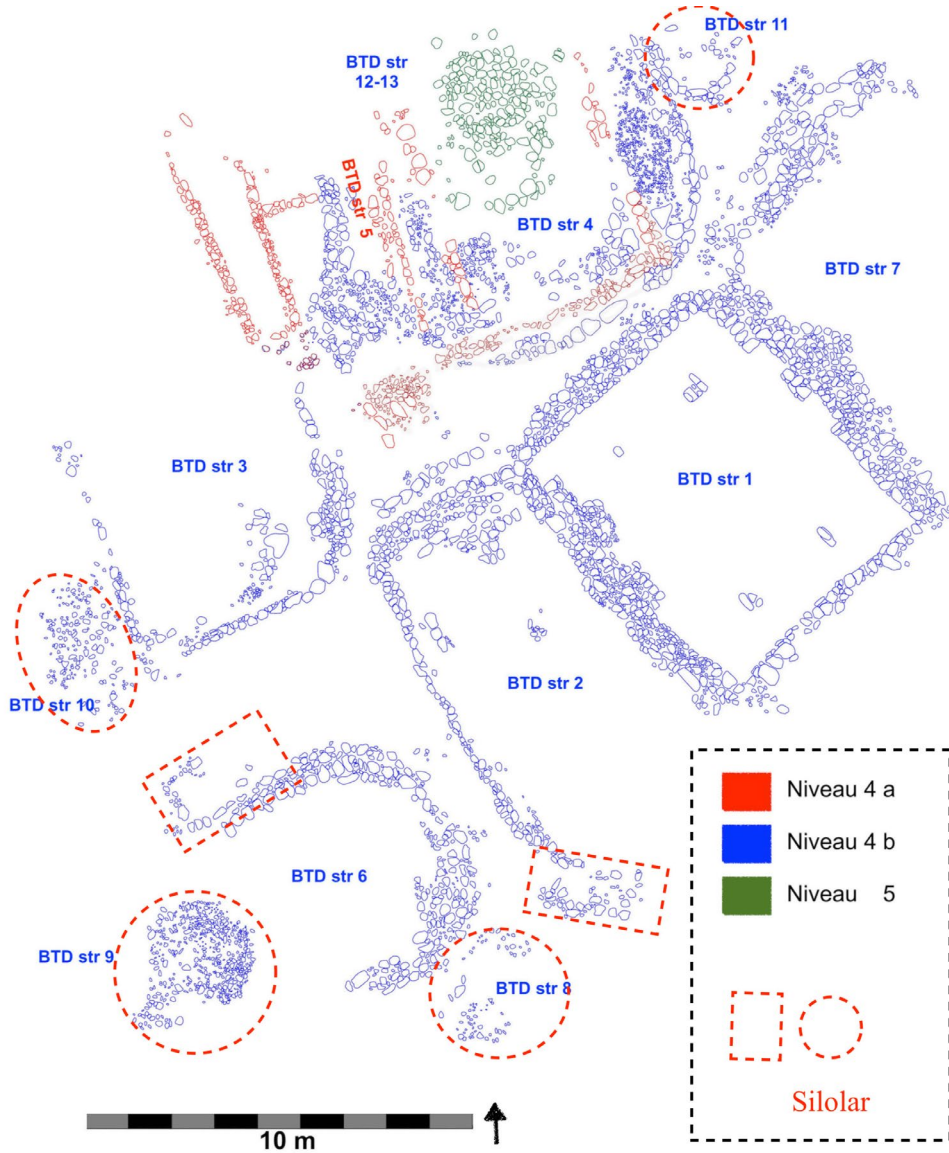 BTD str 11
BTD str
12-13
BTD str 5
BTD str 4
BTD str 7
BTD str 3
BTD str 1
BTD str 2
BTD str 10
BTD str 6
BTD str 9
BTD str 8
Niveau 4 a
Niveau 4 b
Niveau 5
Silolar
10 m